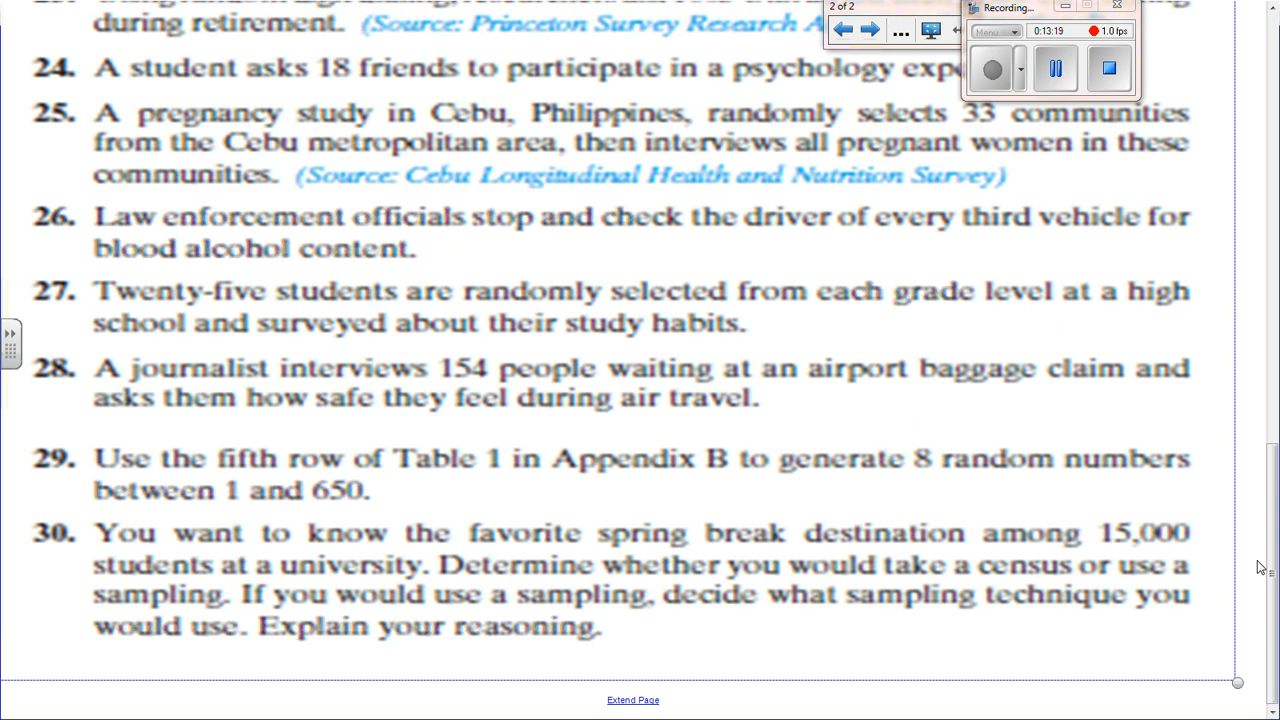 2 of 2
Recording...
during retirement. (Source: Princeton Survey Research A
Menu
0:13:19
1.0 fps
...
24. A student asks 18 friends to participate in a psychology exp
25. A pregnancy study in Cebu, Philippines, randomly selects 33 communities
from the Cebu metropolitan area, then interviews all pregnant women in these
communities. (Source: Cebu Longitudinal Health and Nutrition Survey)
26. Law enforcement officials stop and check the driver of every third vehicle for
blood alcohol content.
27. Twenty-five students are randomly selected from each grade level at a high
school and surveyed about their study habits.
28. A journalist interviews 154 people waiting at an airport baggage claim and
asks them how safe they feel during air travel.
29. Use the fifth row of Table 1 in Appendix B to generate 8 random numbers
between 1 and 650.
30. You want to know the favorite spring break destination among 15,000
students at a university. Determine whether you would take a census or use a
sampling. If you would use a sampling, decide what sampling technique you
would use. Explain your reasoning.
Extend Page